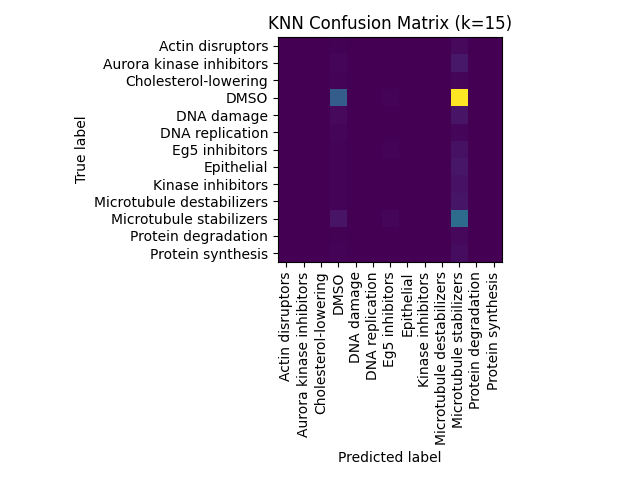 KNN Confusion Matrix (k=15)
True label
Actin disruptors
Aurora kinase inhibitors
Cholesterol-lowering
DMSO
DNA damage
DNA replication
Eg5 inhibitors
Epithelial
Kinase inhibitors
Microtubule destabilizers
Microtubule stabilizers
Protein degradation
Protein synthesis
Actin disruptors
Aurora kinase inhibitors
Cholesterol-lowering
DMSO
DNA damage
DNA replication
Eg5 inhibitors
Epithelial
Kinase inhibitors
Microtubule destabilizers
Microtubule stabilizers
Protein degradation
Protein synthesis
Predicted label